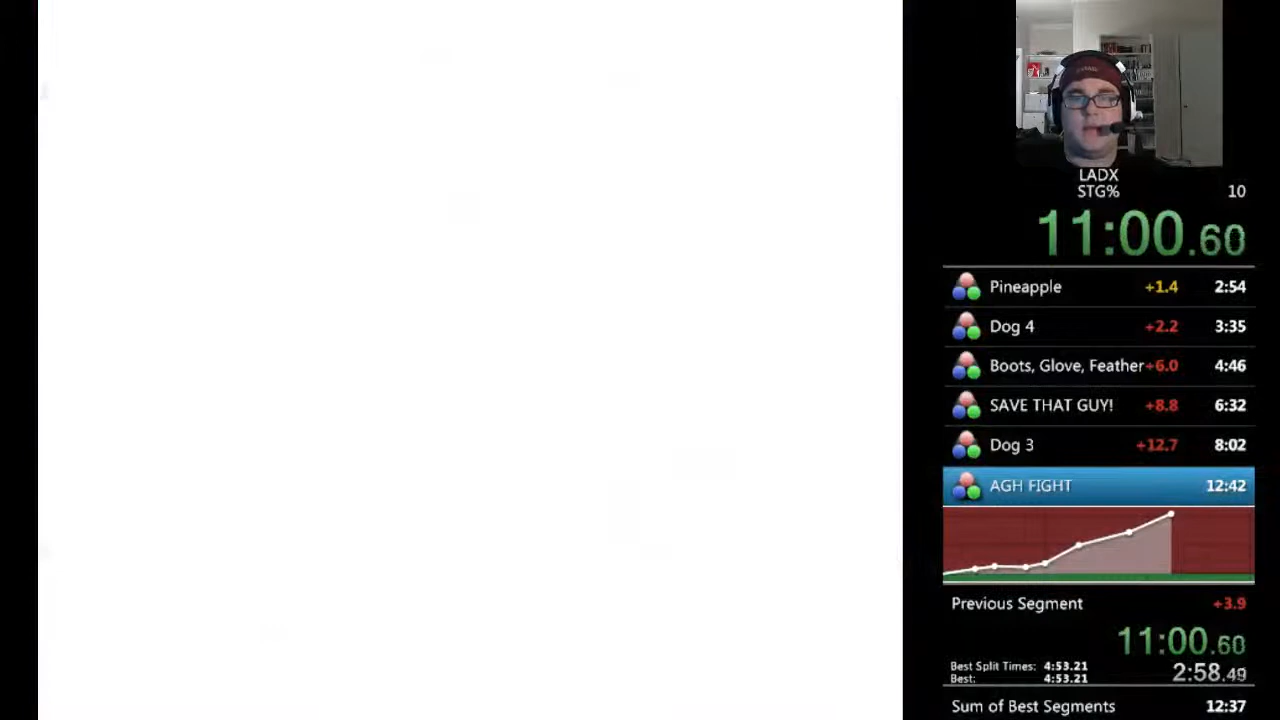 LADX
STG% 10
11:00.60
Pineapple +1.4 2:54
Dog 4 +2.2 3:35
Boots, Glove, Feather +6.0 4:46
SAVE THAT GUY! +8.8 6:32
Dog 3 +12.7 8:02
AGH FIGHT 12:42
Previous Segment +3.9
11:00.60
Best Split Times: 4:53.21 2:58.49
Best: 4:53.21
Sum of Best Segments 12:37